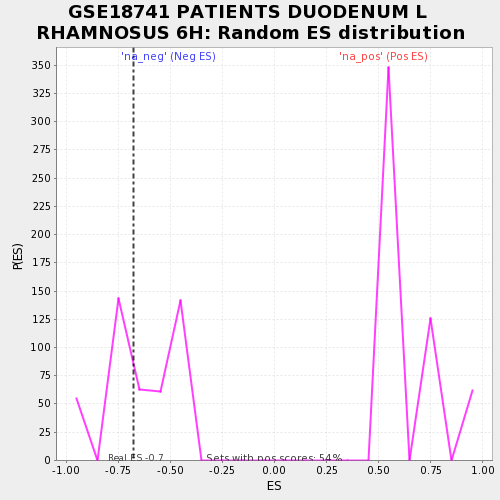 GSE18741 PATIENTS DUODENUM L
RHAMNOSUS 6H: Random ES distribution
'na_neg' (Neg ES)
'na_pos' (Pos ES)
350
325
300
275
250
225
200
175
150
125
100
75
50
25
0
P(ES)
Real ES -0.7
Sets with pos scores: 54%
-1.00 -0.75 -0.50 -0.25 0.00 0.25 0.50 0.75 1.00
ES